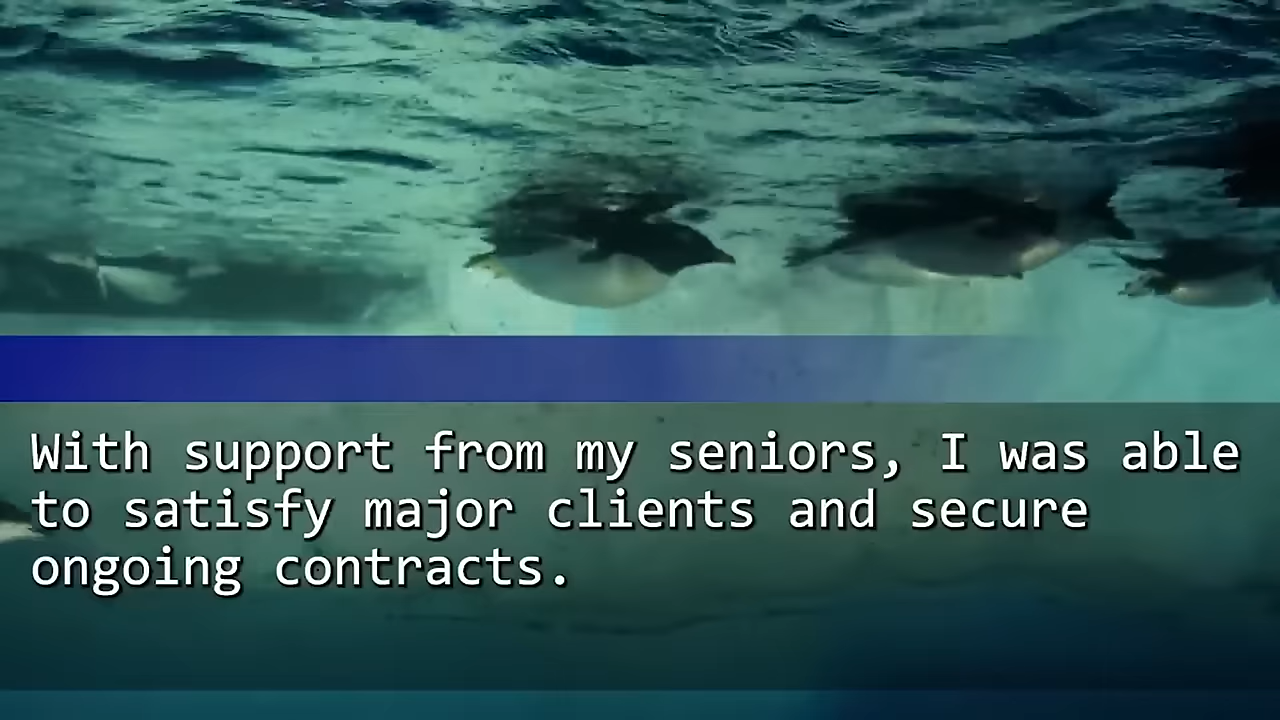 With support from my seniors, I was able
to satisfy major clients and secure
ongoing contracts.